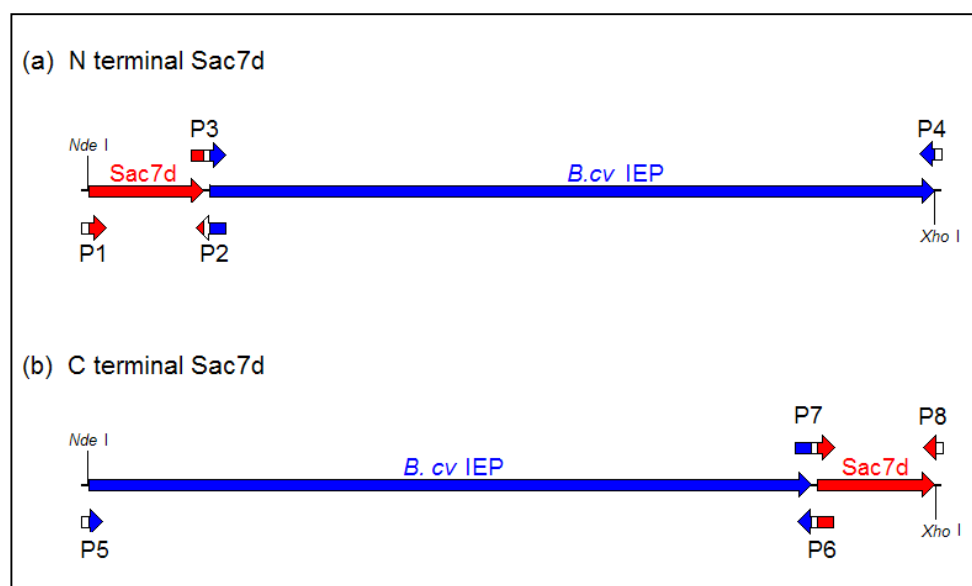 (a) N terminal Sac7d
P3
P4
Nde I
Sac7d
B.cv IEP
P1
P2
Xho I
(b) C terminal Sac7d
P7
P8
Nde I
B. cv IEP
Sac7d
P5
P6
Xho I